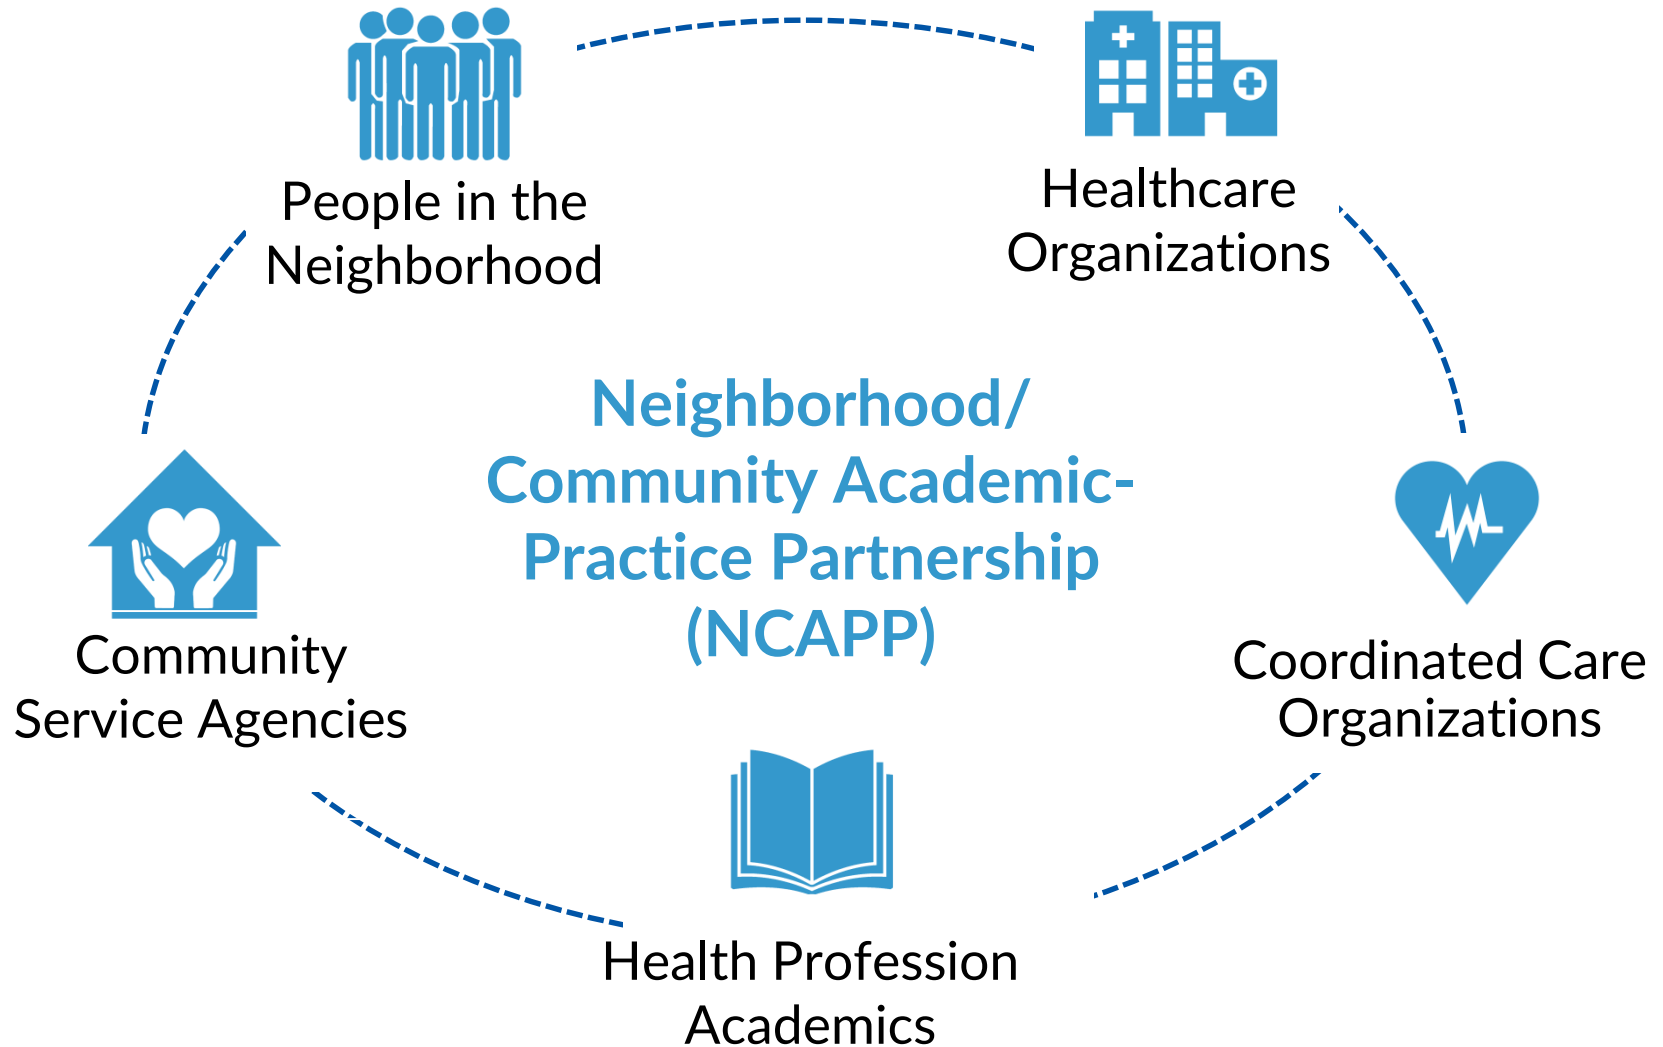 People in the
Neighborhood
Healthcare
Organizations
Neighborhood/
Community Academic-
Practice Partnership
(NCAPP)
Community
Service Agencies
Coordinated Care
Organizations
Health Profession
Academics